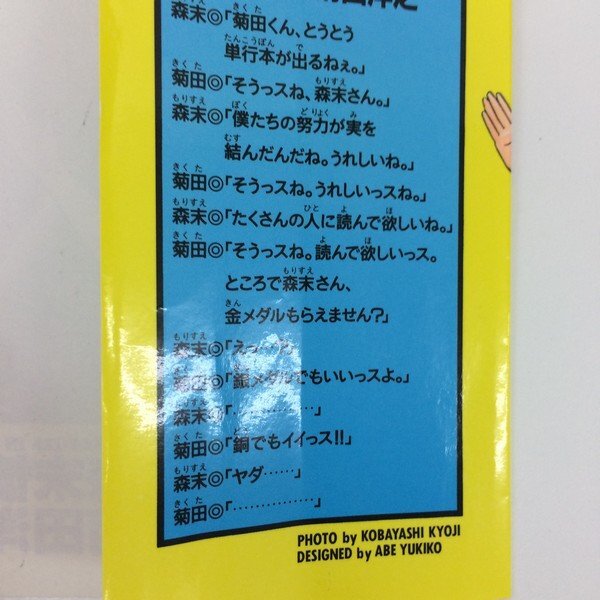 森末◎「菊田くん、とうとう
単行本が出るねぇ。」
菊田◎「そうっスね、森末さん。」
森末◎「僕たちの努力が実を
結んだんだね。うれしいね。」
菊田◎「そうっスね。うれしいっスね。」
森末◎「たくさんの人に読んで欲しいね。」
菊田◎「そうっスね。読んで欲しいっス。
ところで森末さん、
金メダルもらえません?」
森末◎「えっ…
菊田◎「銀メダルでもいいっスよ。」
森末◎「……………」
菊田◎「銅でもイイっス!!」
森末◎「ヤダ……」
菊田◎「……………」
PHOTO by KOBAYASHI KYOJI
DESIGNED by ABE YUKIKO